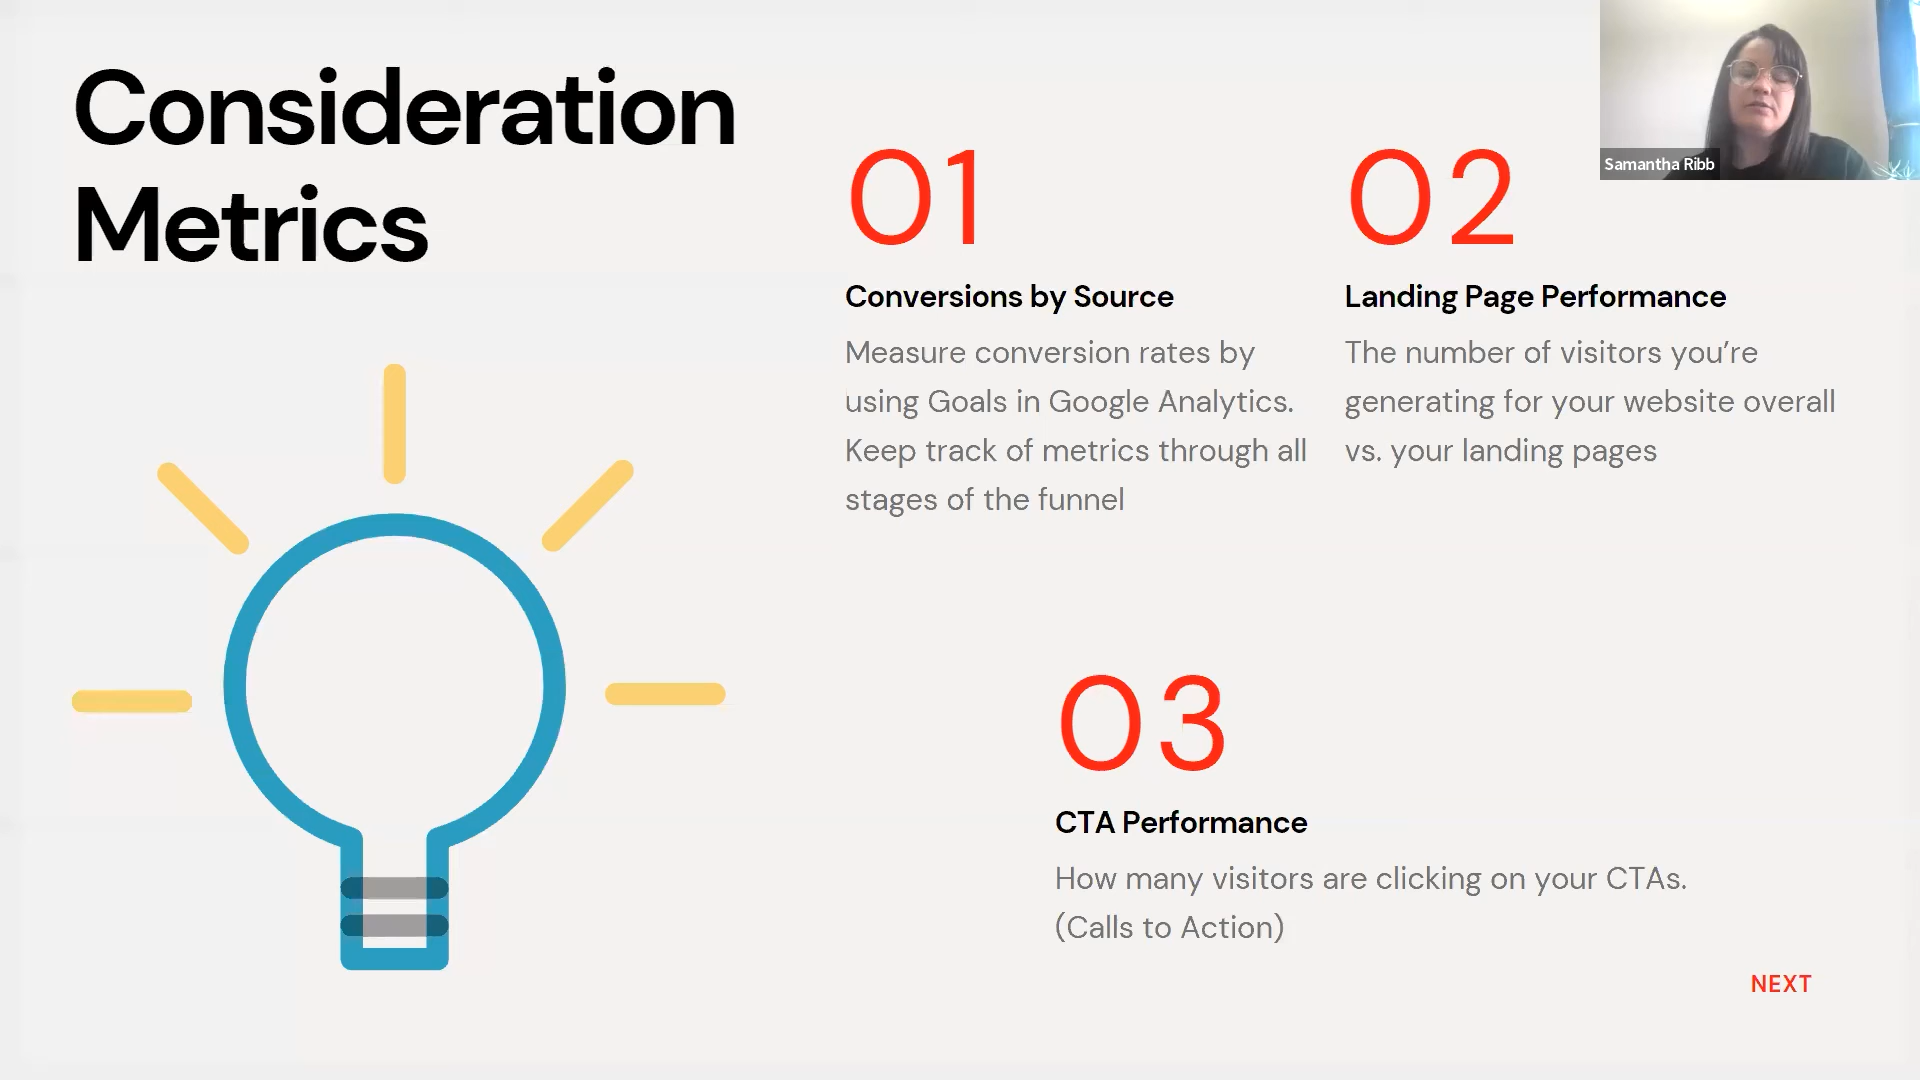 Consideration
Metrics
01
Conversions by Source
Measure conversion rates by
using Goals in Google Analytics.
Keep track of metrics through all
stages of the funnel
02
Landing Page Performance
The number of visitors you’re
generating for your website overall
vs. your landing pages
03
CTA Performance
How many visitors are clicking on your CTAs.
(Calls to Action)
NEXT
Samantha Ribb